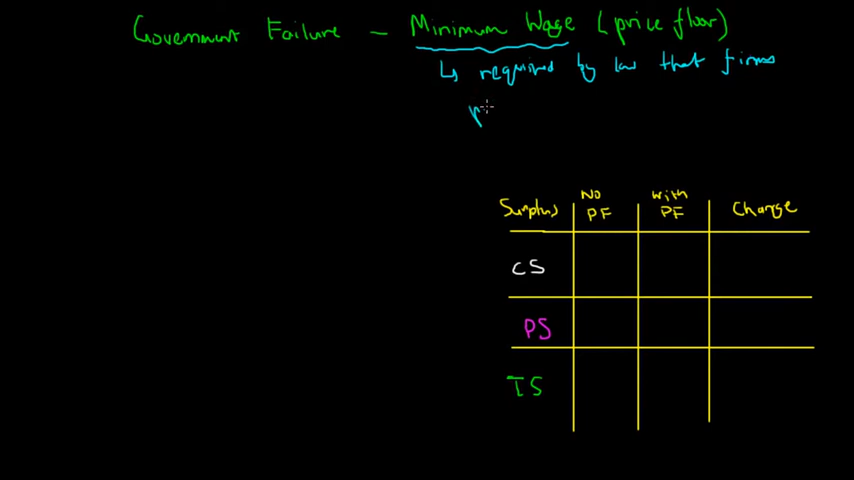 Government Failure - Minimum Wage (price floor)
↳ required by law that firms
p
Surplus No PF With PF Change
CS
PS
TS